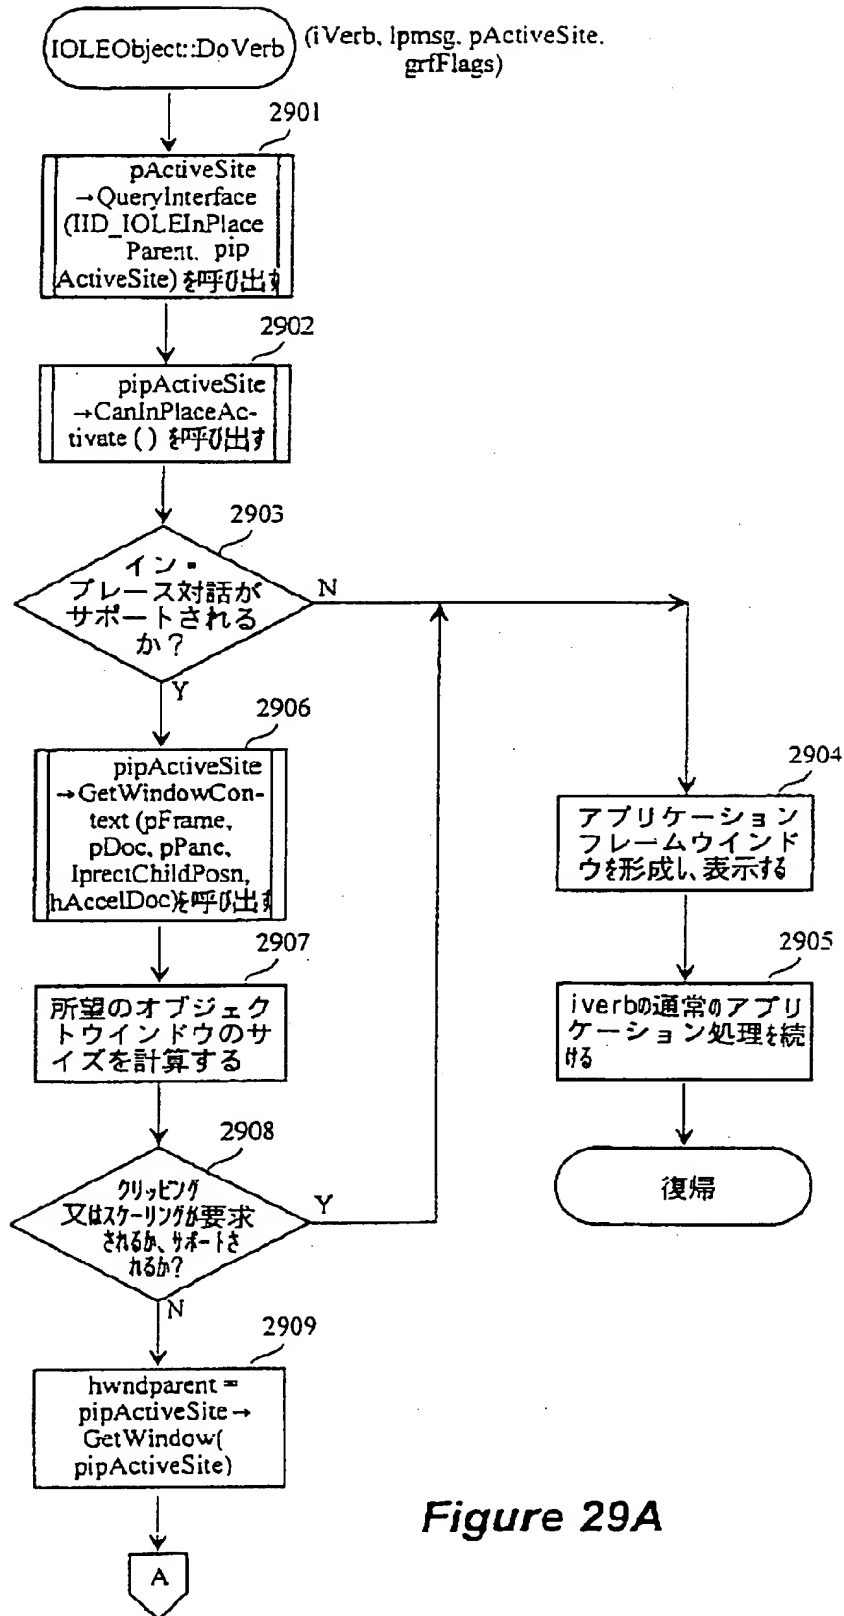 IOLEObject::DoVerb
(iVerb, lpmsg, pActiveSite,
grfFlags)
2901
pActiveSite
→QueryInterface
(IID_IOLEInPlace
Parent, pip
ActiveSite)を呼び出す
2902
pipActiveSite
→CanInPlaceAc-
tivate ( ) を呼び出す
2903
イン-
プレース対話が
サポートされる
か?
N
Y
2906
pipActiveSite
→GetWindowCon-
text (pFrame,
pDoc, pPane,
lprectChildPosn,
hAccelDoc)を呼び出す
2907
所望のオブジェク
トウインドウのサ
イズを計算する
2908
クリッピング
又はスケーリングが要求
されるか、サポートさ
れるか?
Y
N
2909
hwndparent =
pipActiveSite→
GetWindow(
pipActiveSite)
A
2904
アプリケーション
フレームウインド
ウを形成し、表示する
2905
iverbの通常のアプリ
ケーション処理を続
ける
復帰
Figure 29A